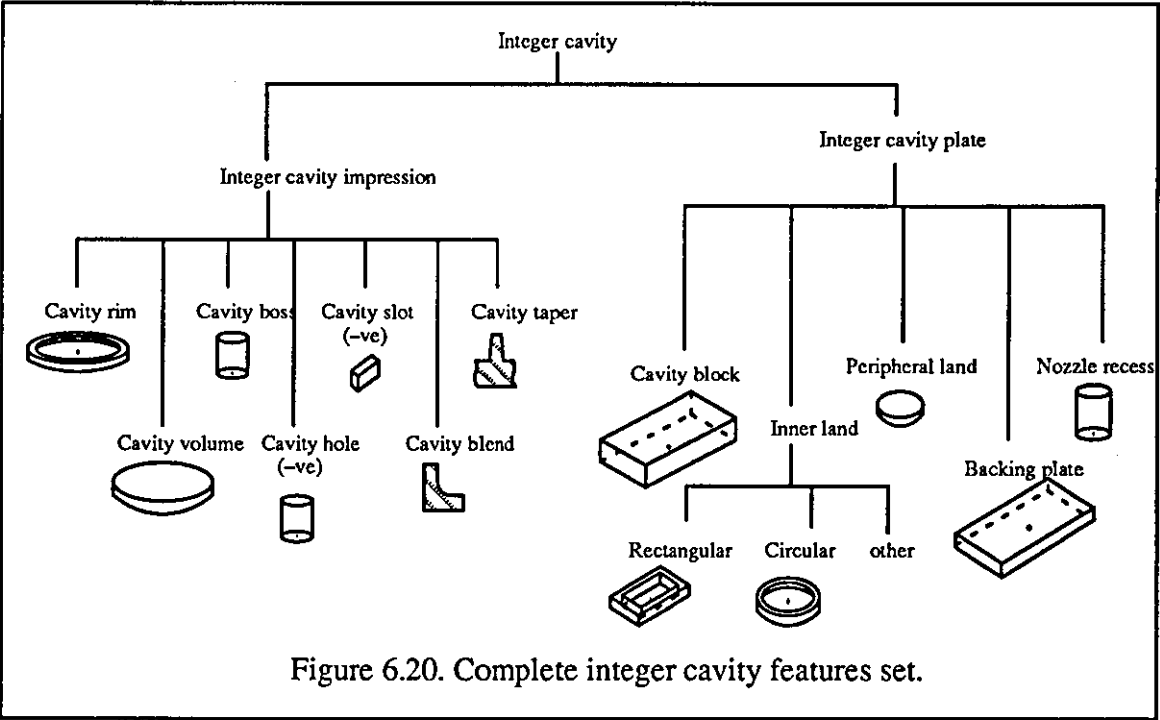 Integer cavity
Integer cavity plate
Integer cavity impression
Cavity rim
Cavity boss
Cavity slot
(-ve)
Cavity taper
Cavity volume
Cavity hole
(-ve)
Cavity blend
Cavity block
Inner land
Peripheral land
Nozzle recess
Backing plate
Rectangular
Circular
other
Figure 6.20. Complete integer cavity features set.